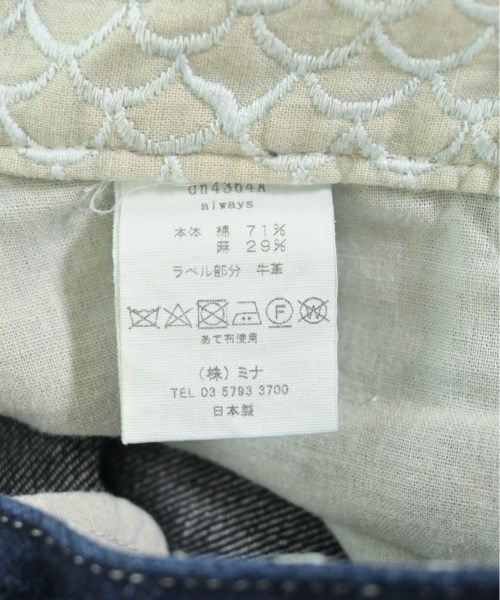 always
本体 綿 71%
麻 29%
ラベル部分 牛革
F W
あて布使用
(株) ミナ
TEL 03 5793 3700
日本製